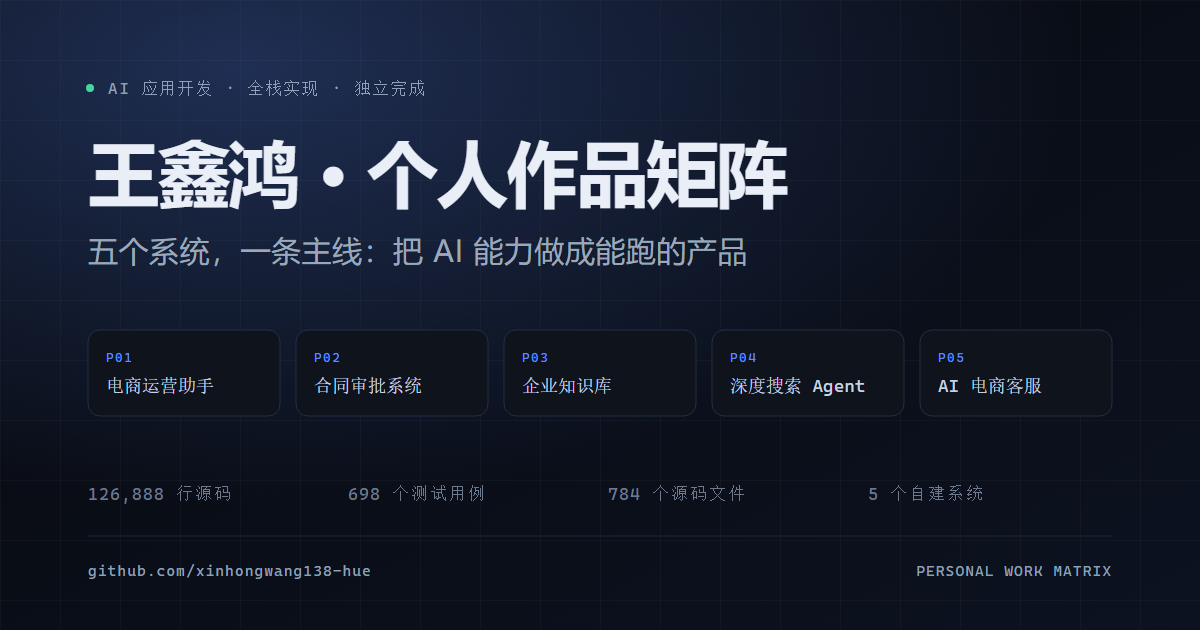 AI 应用开发 · 全栈实现 · 独立完成
王鑫鸿 · 个人作品矩阵
五个系统，一条主线：把 AI 能力做成能跑的产品
P01
电商运营助手
P02
合同审批系统
P03
企业知识库
P04
深度搜索 Agent
P05
AI 电商客服
126,888 行源码
698 个测试用例
784 个源码文件
5 个自建系统
github.com/xinhongwang138-hue
PERSONAL WORK MATRIX